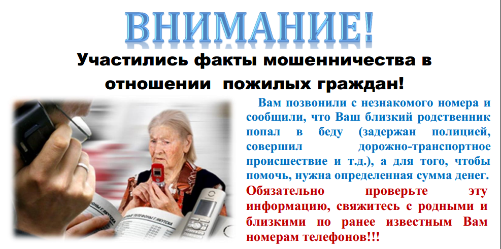 ВНИМАНИЕ!
Участились факты мошенничества в
отношении пожилых граждан!
Вам позвонили с незнакомого номера и
сообщили, что Ваш близкий родственник
попал в беду (задержан полицией,
совершил дорожно-транспортное
происшествие и т.д.), а для того, чтобы
помочь, нужна определенная сумма денег.
Обязательно проверьте эту
информацию, свяжитесь с родными и
близкими по ранее известным Вам
номерам телефонов!!!